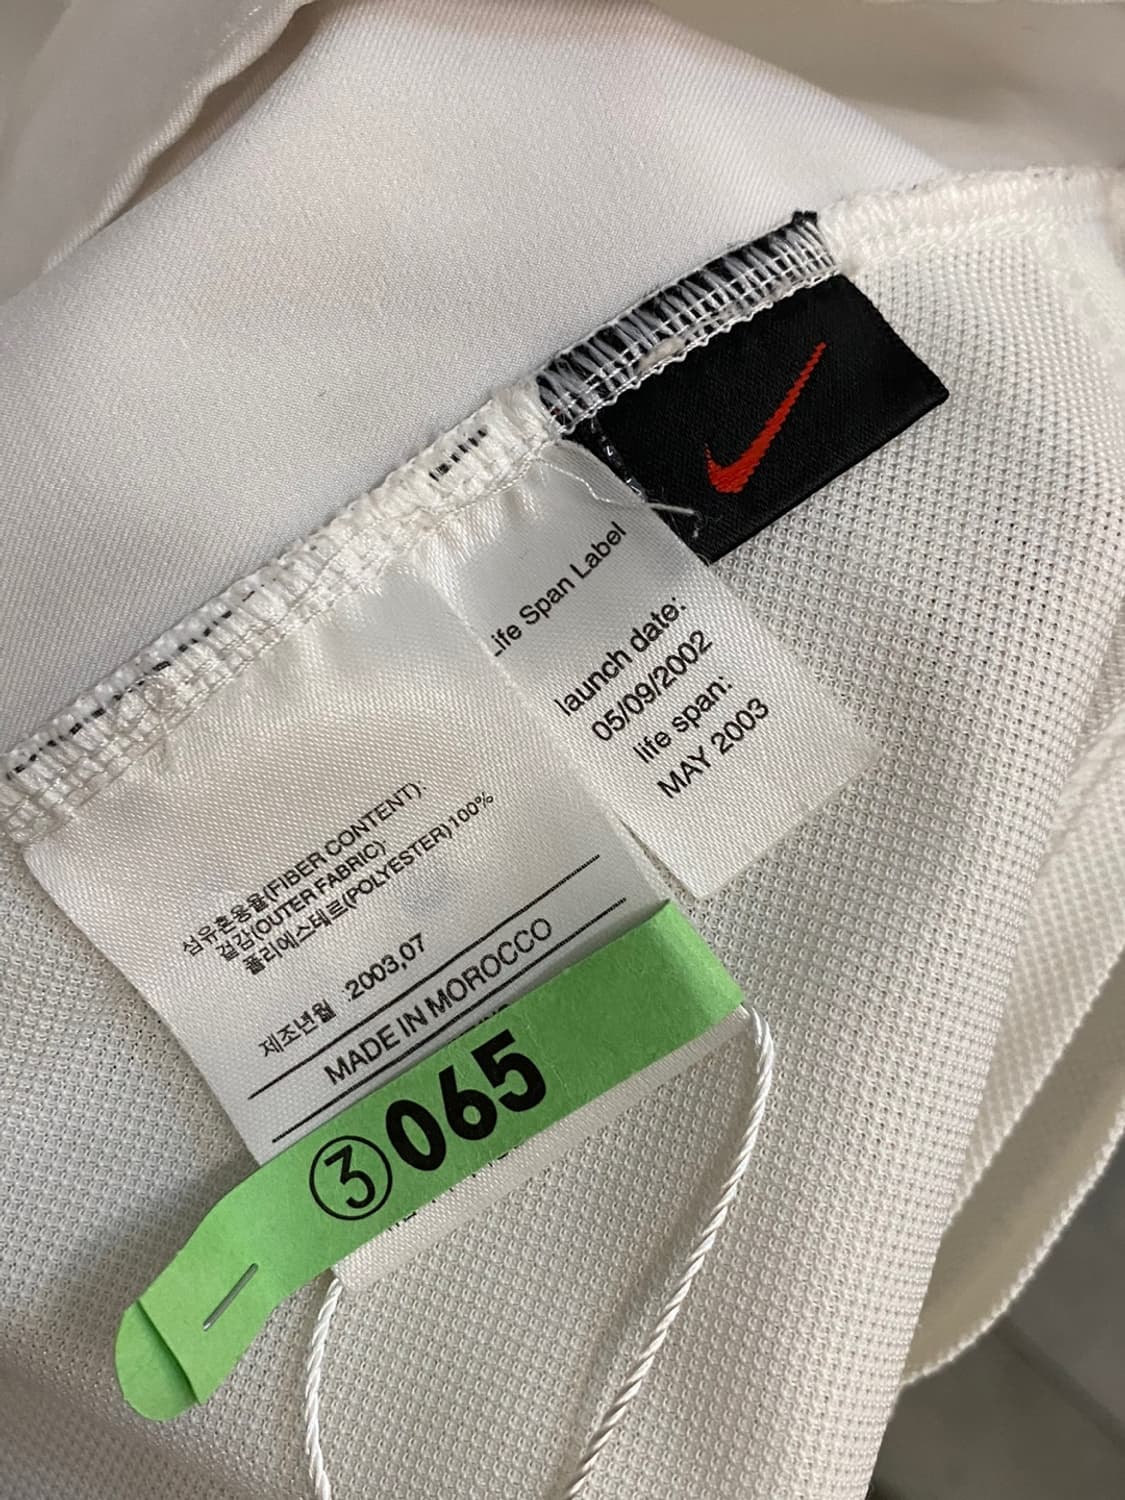 Life Span Label
launch date:
05/09/2002
life span:
MAY 2003
섬유혼용율(FIBER CONTENT):
겉감(OUTER FABRIC)
폴리에스테르(POLYESTER)100%
제조년월 :2003,07
MADE IN MOROCCO
③065